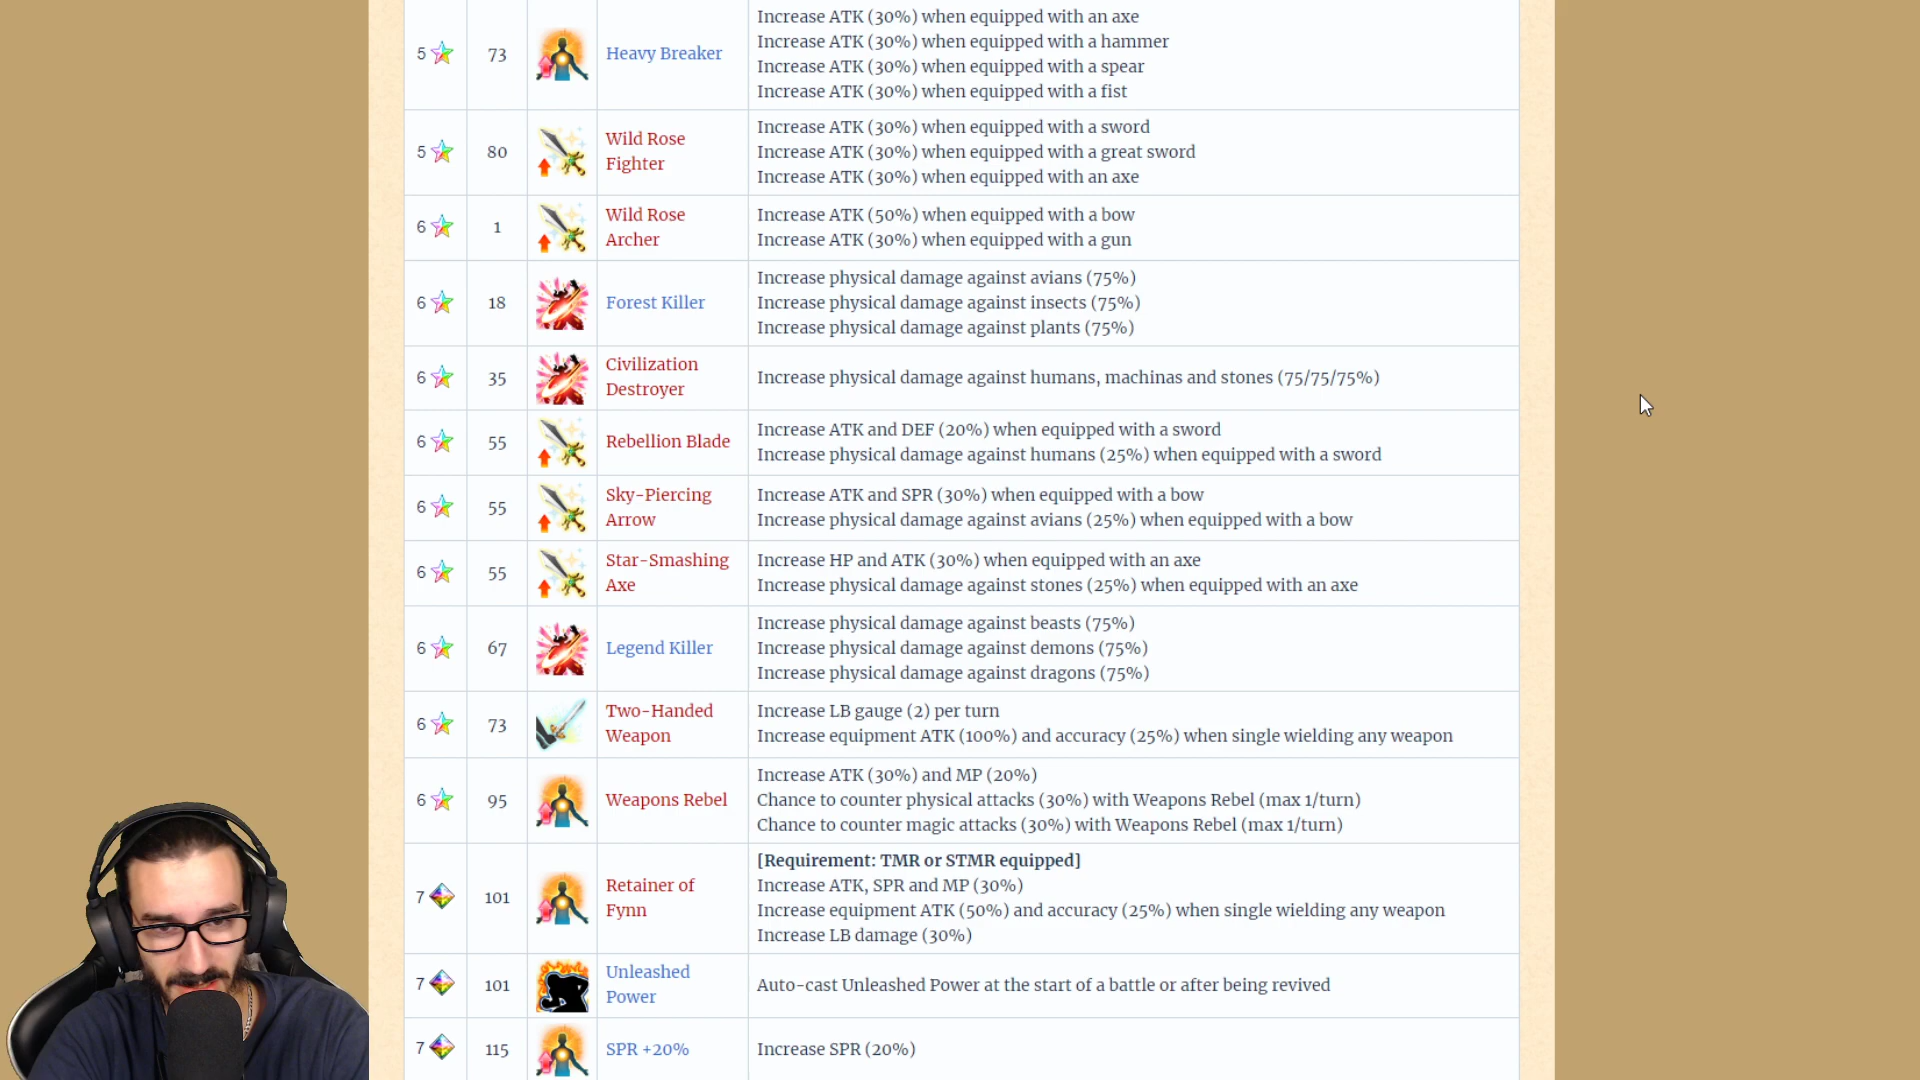 Increase ATK (30%) when equipped with an axe
5 73 Heavy Breaker
Increase ATK (30%) when equipped with a hammer
Increase ATK (30%) when equipped with a spear
Increase ATK (30%) when equipped with a fist
5 80 Wild Rose
Fighter
Increase ATK (30%) when equipped with a sword
Increase ATK (30%) when equipped with a great sword
Increase ATK (30%) when equipped with an axe
6 1 Wild Rose
Archer
Increase ATK (50%) when equipped with a bow
Increase ATK (30%) when equipped with a gun
6 18 Forest Killer
Increase physical damage against avians (75%)
Increase physical damage against insects (75%)
Increase physical damage against plants (75%)
6 35 Civilization
Destroyer
Increase physical damage against humans, machinas and stones (75/75/75%)
6 55 Rebellion Blade
Increase ATK and DEF (20%) when equipped with a sword
Increase physical damage against humans (25%) when equipped with a sword
6 55 Sky-Piercing
Arrow
Increase ATK and SPR (30%) when equipped with a bow
Increase physical damage against avians (25%) when equipped with a bow
6 55 Star-Smashing
Axe
Increase HP and ATK (30%) when equipped with an axe
Increase physical damage against stones (25%) when equipped with an axe
6 67 Legend Killer
Increase physical damage against beasts (75%)
Increase physical damage against demons (75%)
Increase physical damage against dragons (75%)
6 73 Two-Handed
Weapon
Increase LB gauge (2) per turn
Increase equipment ATK (100%) and accuracy (25%) when single wielding any weapon
6 95 Weapons Rebel
Increase ATK (30%) and MP (20%)
Chance to counter physical attacks (30%) with Weapons Rebel (max 1/turn)
Chance to counter magic attacks (30%) with Weapons Rebel (max 1/turn)
7 101 Retainer of
Fynn
[Requirement: TMR or STMR equipped]
Increase ATK, SPR and MP (30%)
Increase equipment ATK (50%) and accuracy (25%) when single wielding any weapon
Increase LB damage (30%)
7 101 Unleashed
Power
Auto-cast Unleashed Power at the start of a battle or after being revived
7 115 SPR +20%
Increase SPR (20%)